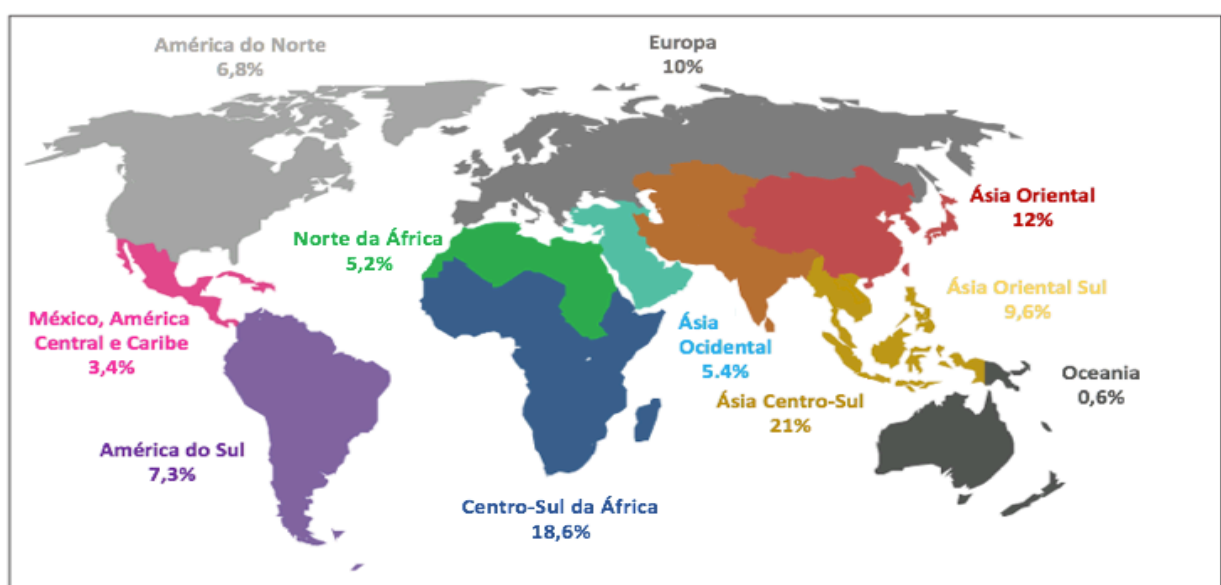 América do Norte
6,8%
Europa
10%
Ásia Oriental
12%
Norte da África
5,2%
Ásia Oriental Sul
9,6%
México, América
Central e Caribe
3,4%
Ásia
Ocidental
5.4%
Oceania
0,6%
Ásia Centro-Sul
21%
América do Sul
7,3%
Centro-Sul da África
18,6%